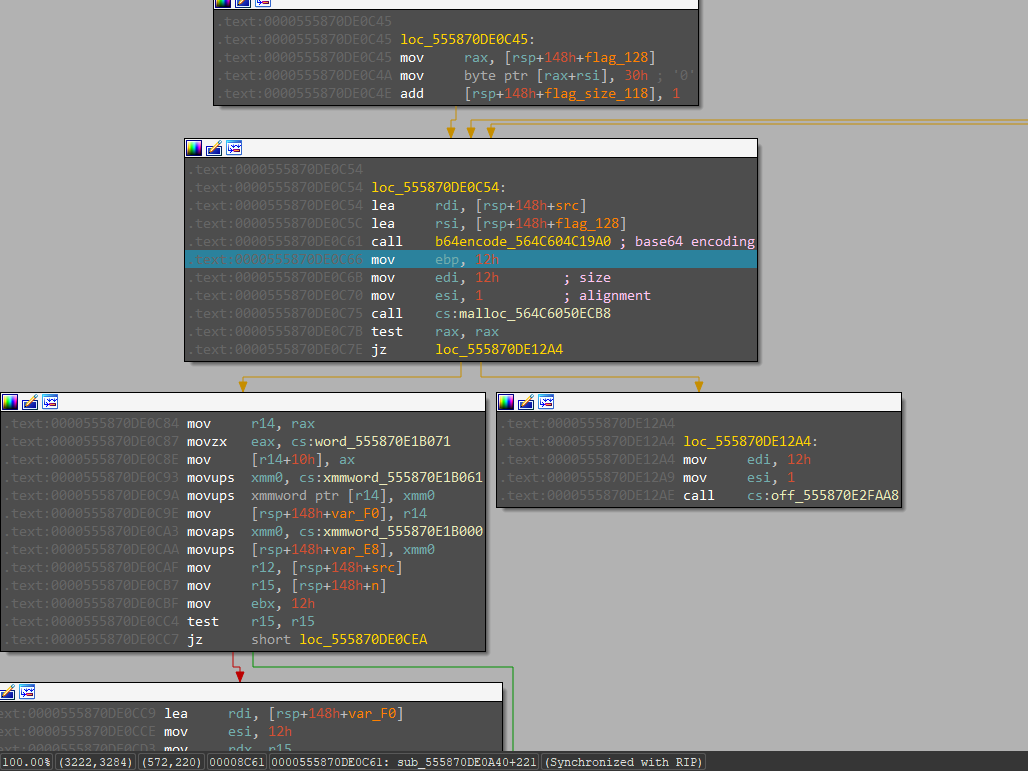 .text:0000555870DE0C45
.text:0000555870DE0C45 loc_555870DE0C45:
.text:0000555870DE0C45 mov rax, [rsp+148h+flag_128]
.text:0000555870DE0C4A mov byte ptr [rax+rsi], 30h ; '0'
.text:0000555870DE0C4E add [rsp+148h+flag_size_118], 1
.text:0000555870DE0C54
.text:0000555870DE0C54 loc_555870DE0C54:
.text:0000555870DE0C54 lea rdi, [rsp+148h+src]
.text:0000555870DE0C5C lea rsi, [rsp+148h+flag_128]
.text:0000555870DE0C61 call b64encode_564C604C19A0 ; base64 encoding
.text:0000555870DE0C66 mov ebp, 12h
.text:0000555870DE0C6B mov edi, 12h ; size
.text:0000555870DE0C70 mov esi, 1 ; alignment
.text:0000555870DE0C75 call cs:malloc_564C6050ECB8
.text:0000555870DE0C7B test rax, rax
.text:0000555870DE0C7E jz loc_555870DE12A4
.text:0000555870DE0C84 mov r14, rax
.text:0000555870DE0C87 movzx eax, cs:word_555870E1B071
.text:0000555870DE0C8E mov [r14+10h], ax
.text:0000555870DE0C93 movups xmm0, cs:xmmword_555870E1B061
.text:0000555870DE0C9A movups xmmword ptr [r14], xmm0
.text:0000555870DE0C9E mov [rsp+148h+var_F0], r14
.text:0000555870DE0CA3 movaps xmm0, cs:xmmword_555870E1B000
.text:0000555870DE0CAA movups [rsp+148h+var_E8], xmm0
.text:0000555870DE0CAF mov r12, [rsp+148h+src]
.text:0000555870DE0CB7 mov r15, [rsp+148h+n]
.text:0000555870DE0CBF mov ebx, 12h
.text:0000555870DE0CC4 test r15, r15
.text:0000555870DE0CC7 jz short loc_555870DE0CEA
.text:0000555870DE12A4
.text:0000555870DE12A4 loc_555870DE12A4:
.text:0000555870DE12A4 mov edi, 12h
.text:0000555870DE12A9 mov esi, 1
.text:0000555870DE12AE call cs:off_555870E2FAA8
ext:0000555870DE0CC9 lea rdi, [rsp+148h+var_F0]
ext:0000555870DE0CCE mov esi, 12h
ext:0000555870DE0CD3 mov rdx, r15
100.00% (3222,3284) (572,220) 00008C61 0000555870DE0C61: sub_555870DE0A40+221 (Synchronized with RIP)